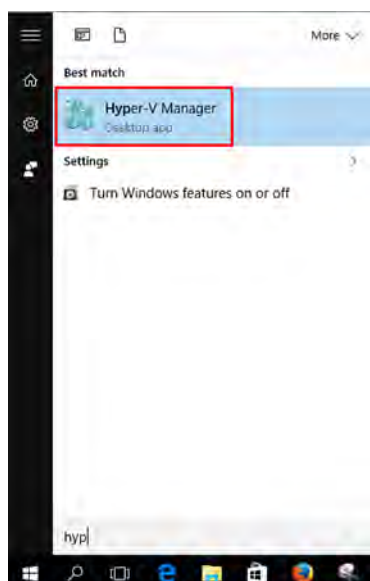 More
Best match
Hyper-V Manager
Desktop app
Settings
Turn Windows features on or off
hyp